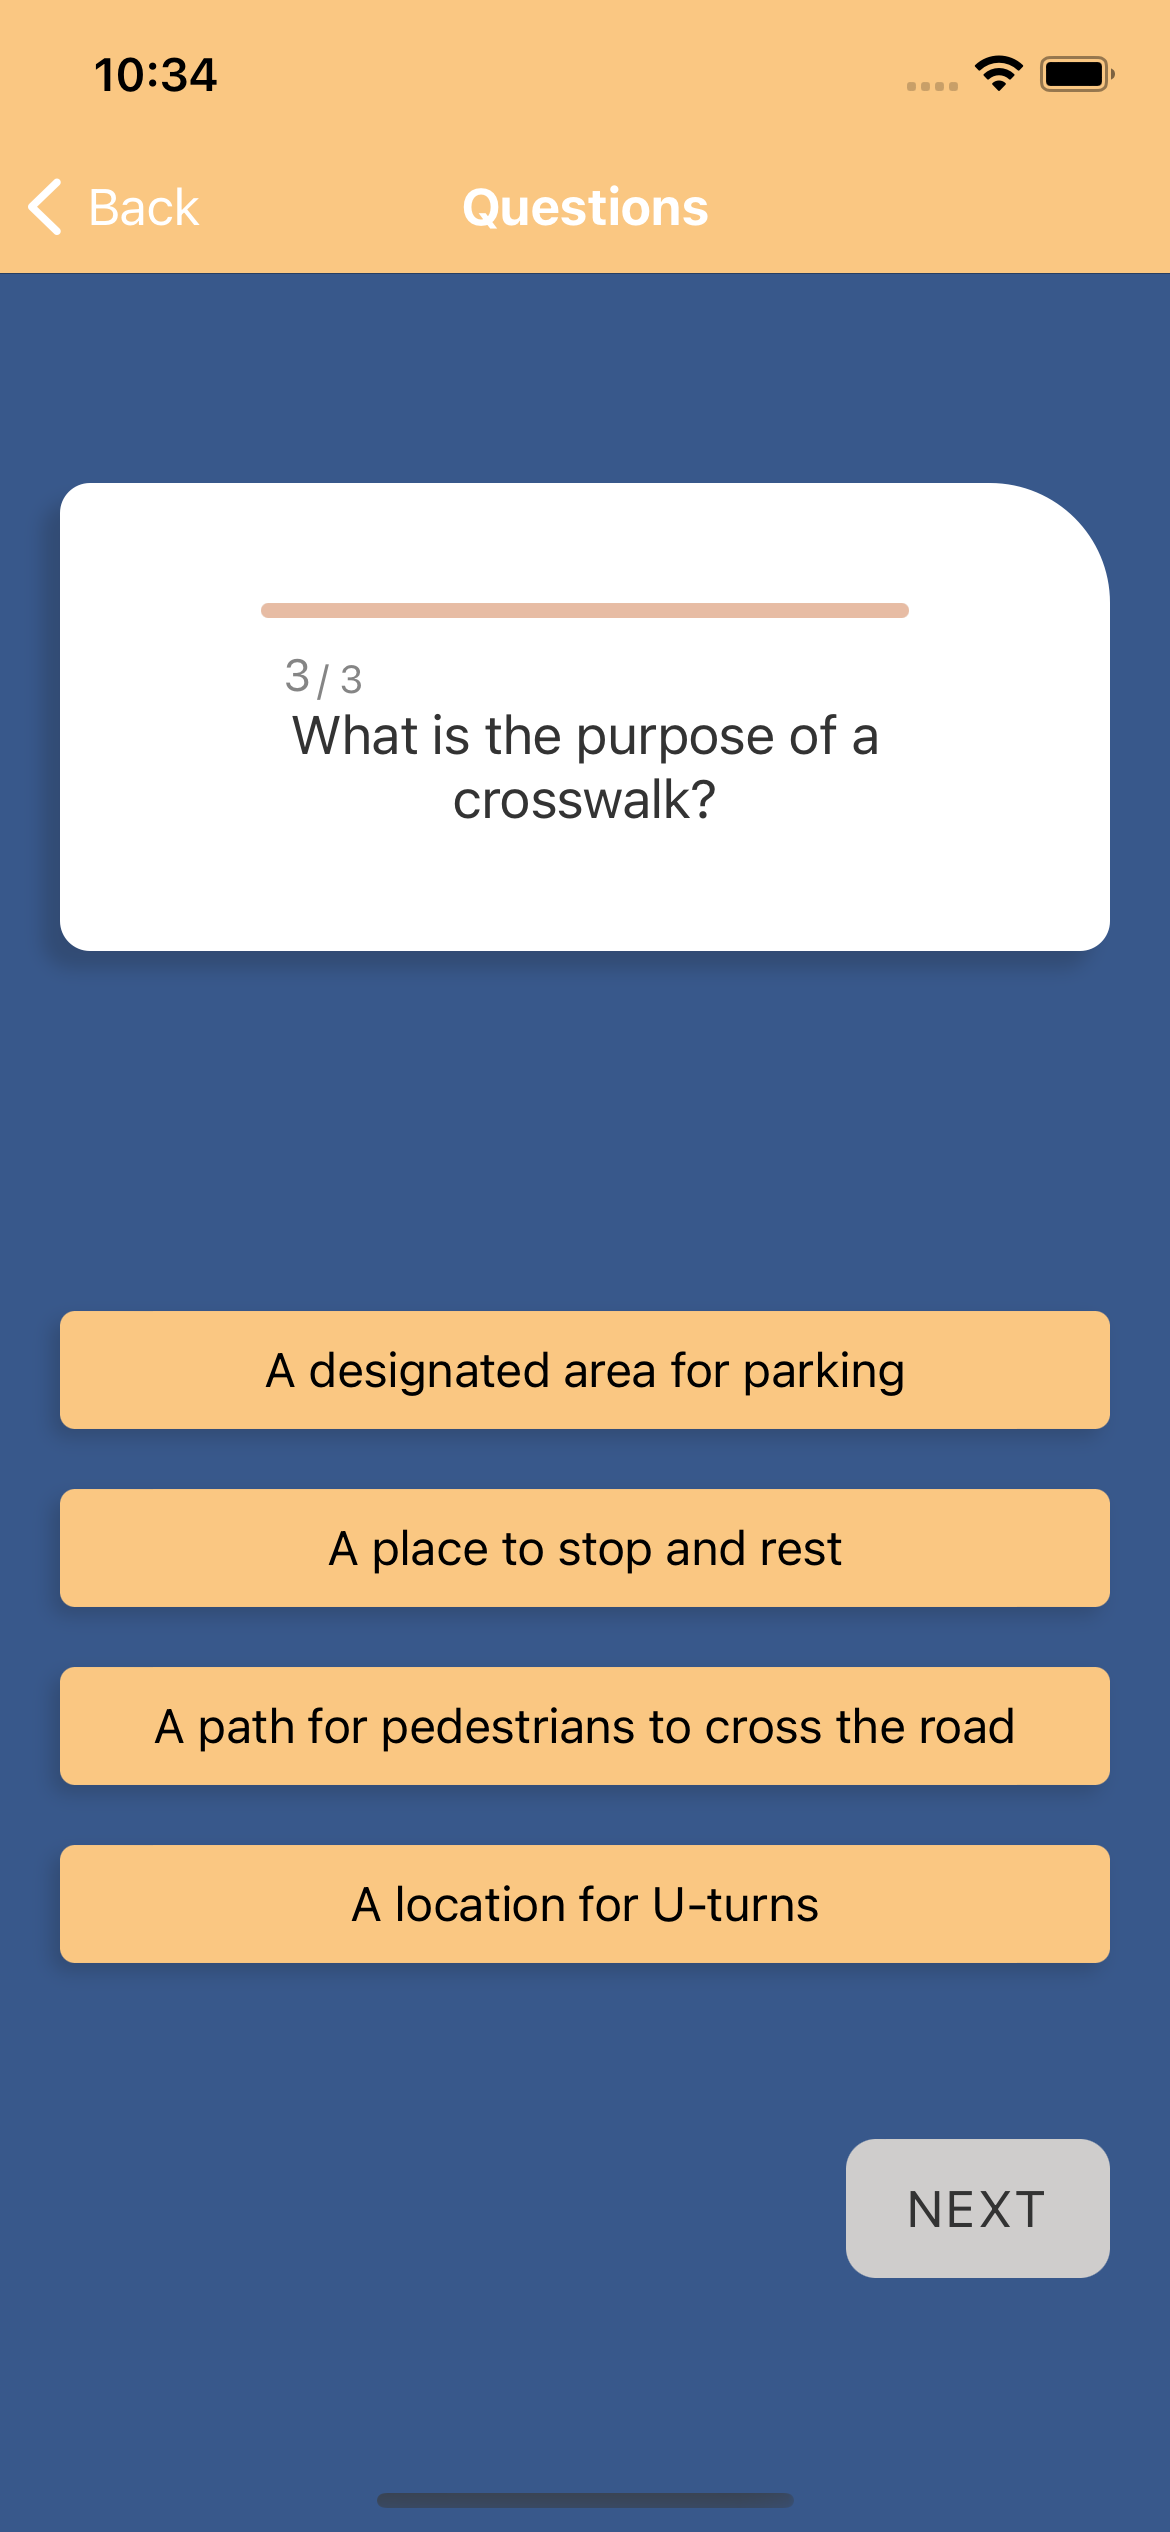 10:34
Back
Questions
3 / 3
What is the purpose of a
crosswalk?
A designated area for parking
A place to stop and rest
A path for pedestrians to cross the road
A location for U-turns
NEXT